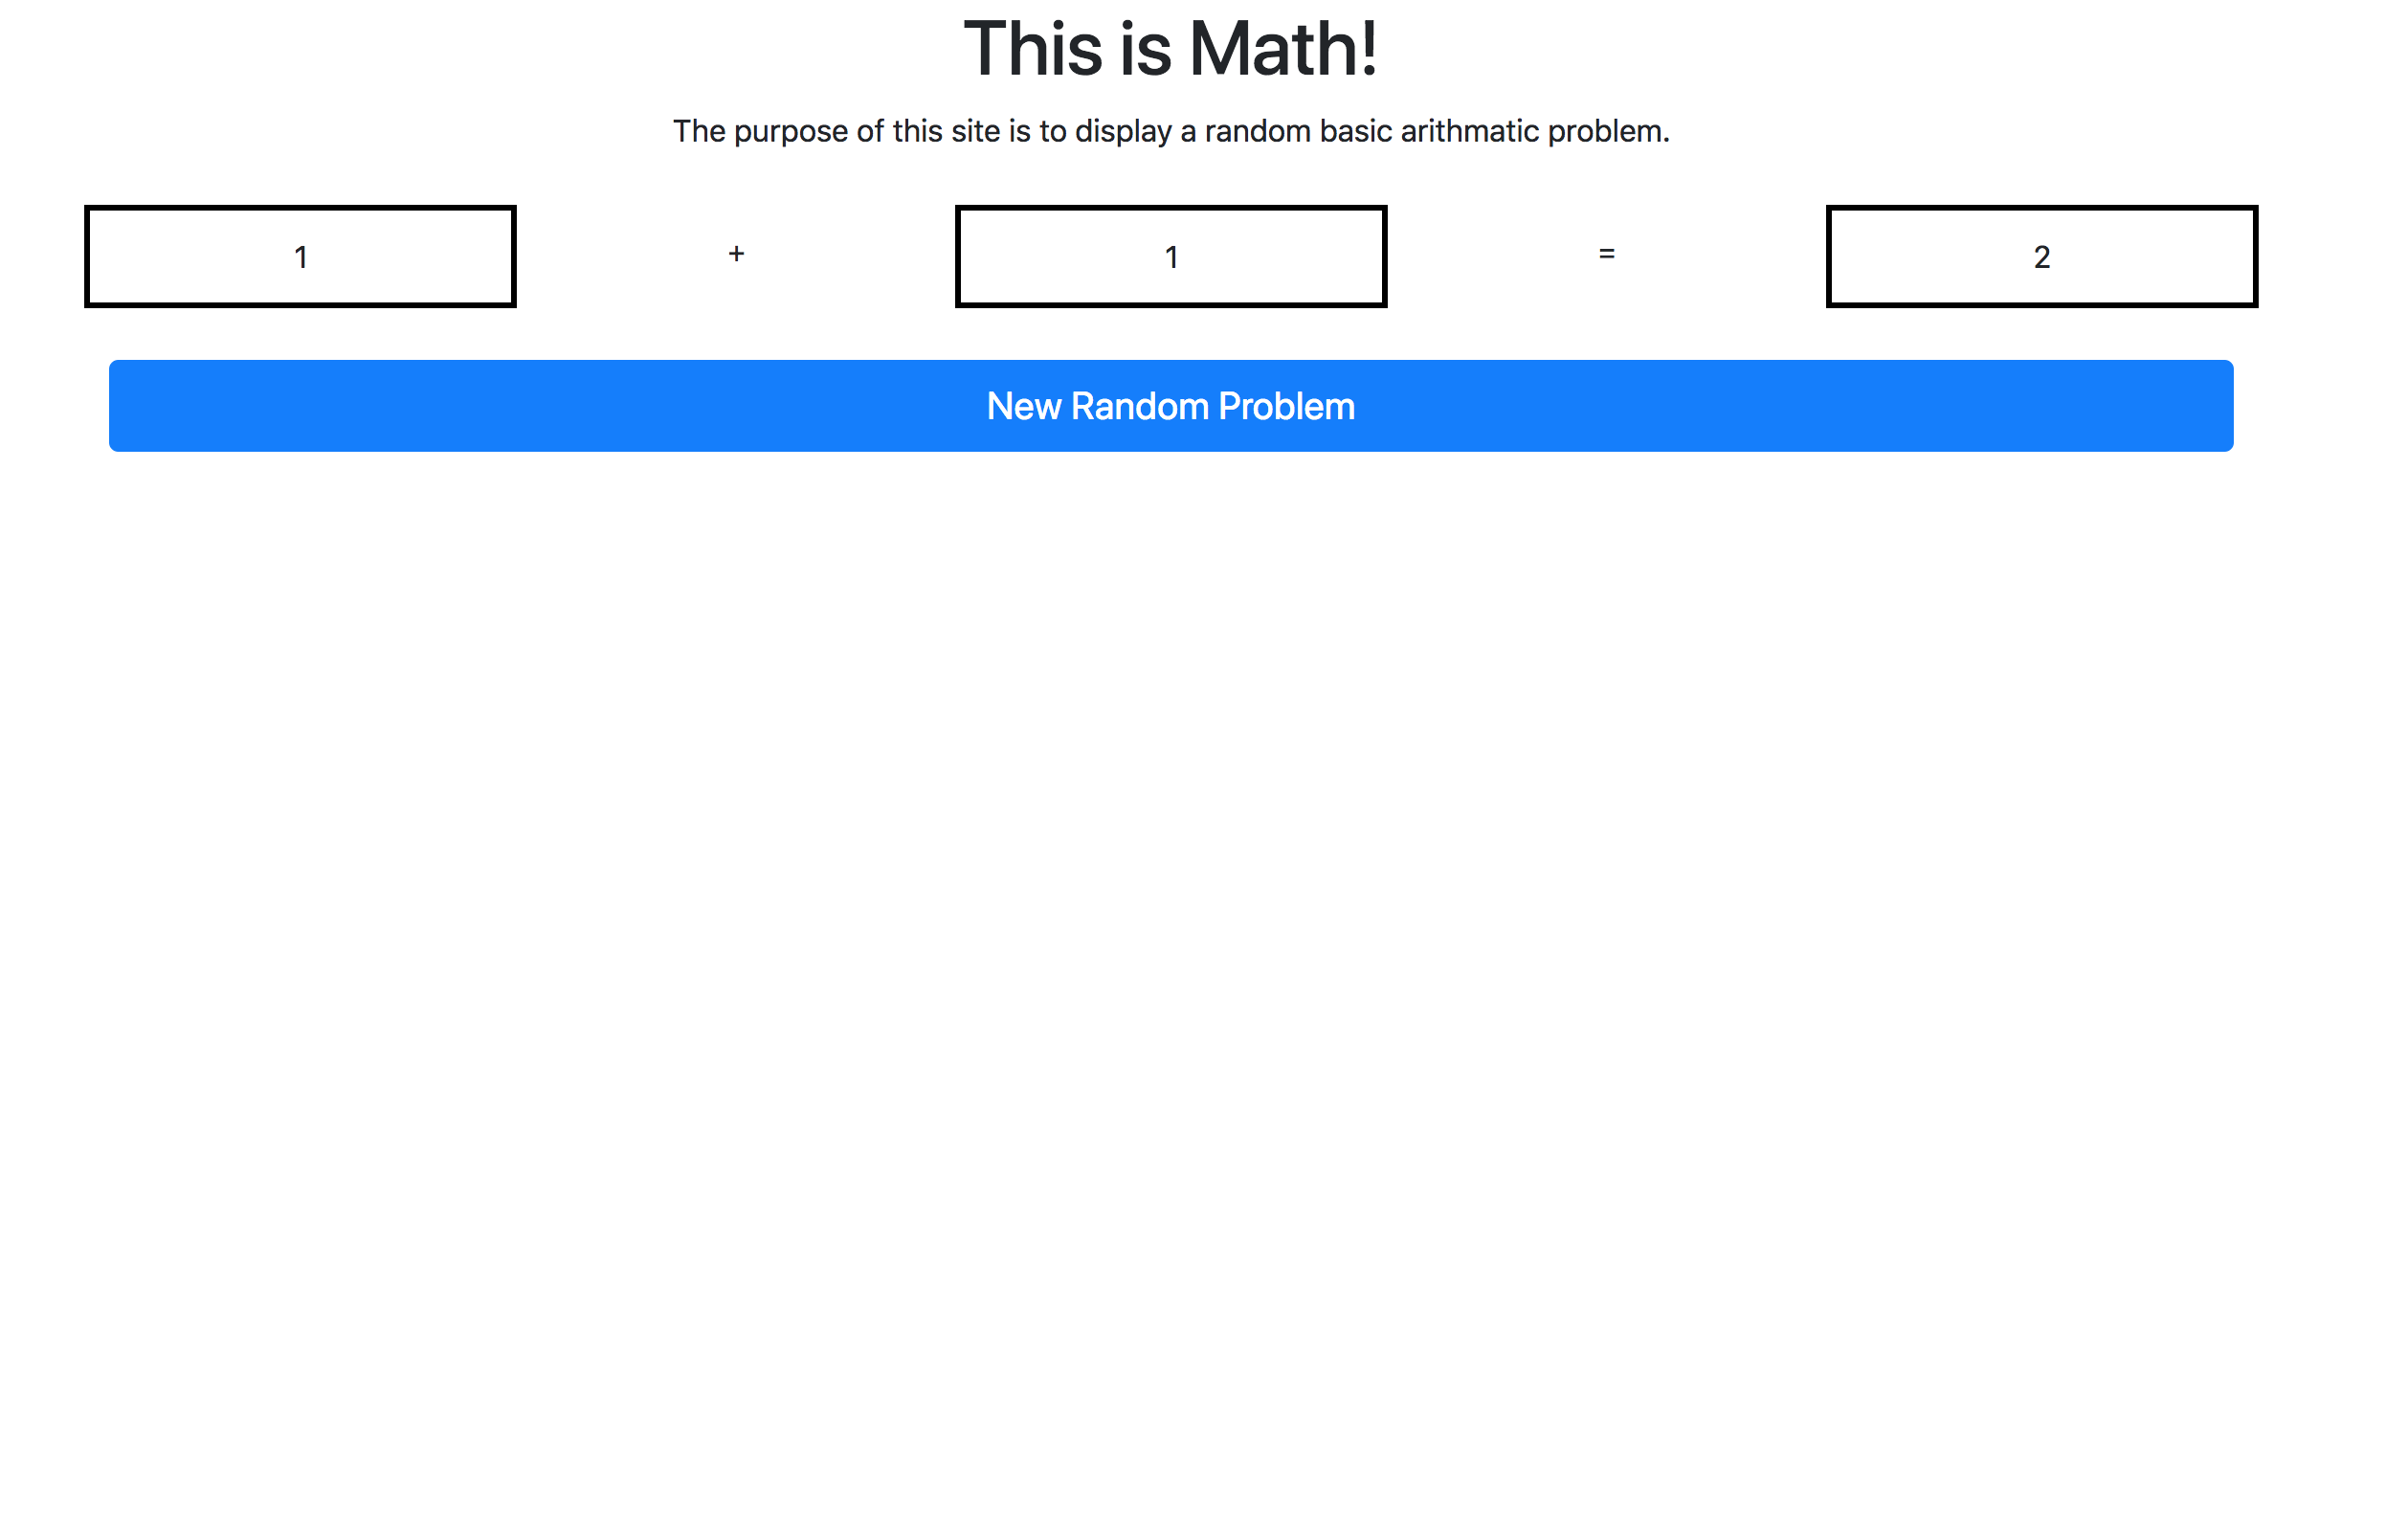 This is Math!
The purpose of this site is to display a random basic arithmatic problem.
1 + 1 = 2
New Random Problem